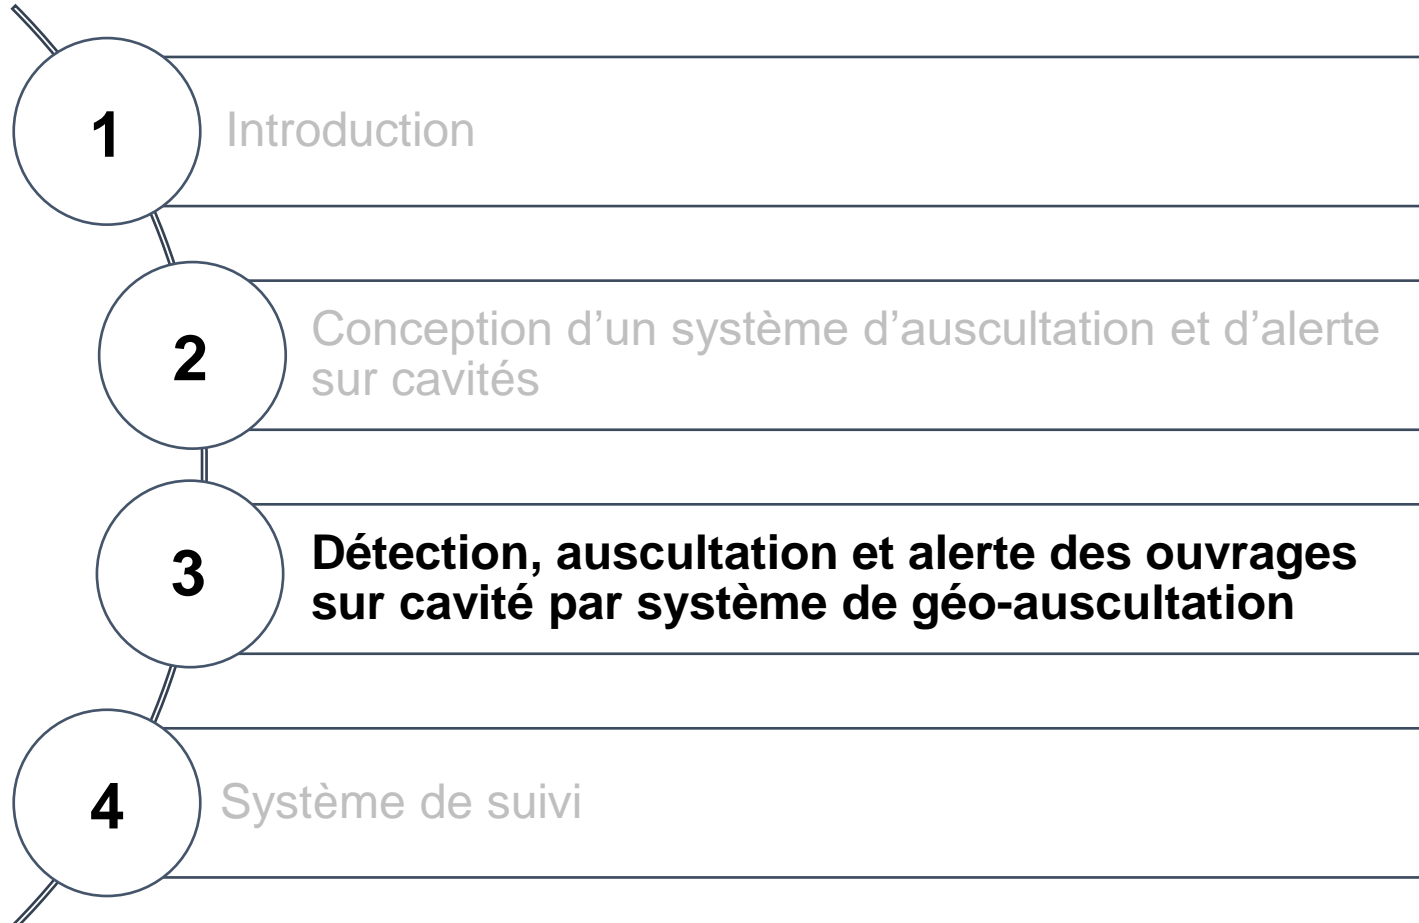 1
Introduction
2
Conception d’un système d’auscultation et d’alerte
sur cavités
3
Détection, auscultation et alerte des ouvrages
sur cavité par système de géo-auscultation
4
Système de suivi